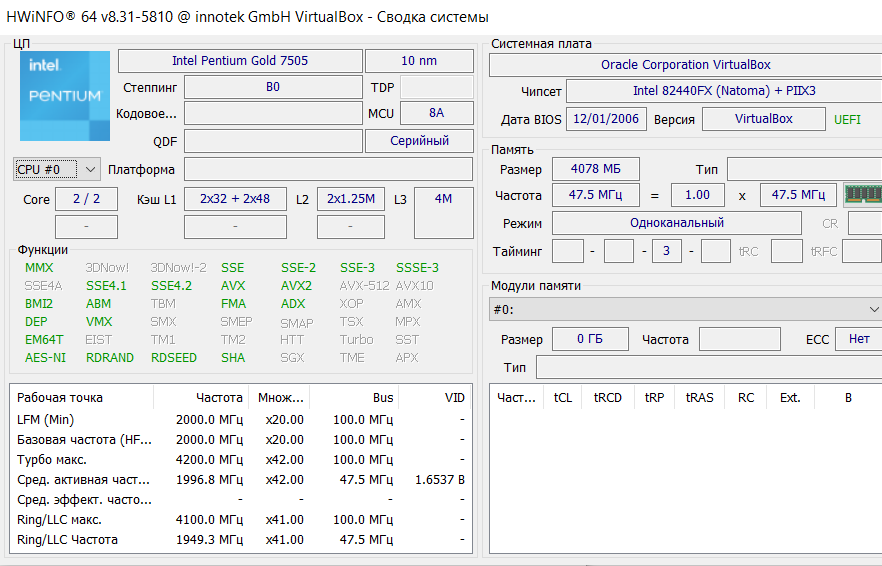 HWiNFO® 64 v8.31-5810 @ innotek GmbH VirtualBox - Сводка системы
ЦП
intel
PENTIUM
Intel Pentium Gold 7505 10 nm
Степпинг B0 TDP
Кодовое... MCU 8A
QDF Серийный
CPU #0 Платформа
Core 2 / 2 Кэш L1 2x32 + 2x48 L2 2x1.25M L3 4M
- - -
Функции
MMX 3DNow! 3DNow!-2 SSE SSE-2 SSE-3 SSSE-3
SSE4A SSE4.1 SSE4.2 AVX AVX2 AVX-512 AVX10
BMI2 ABM TBM FMA ADX XOP AMX
DEP VMX SMX SMEP SMAP TSX MPX
EM64T EIST TM1 TM2 HTT Turbo SST
AES-NI RDRAND RDSEED SHA SGX TME APX
Рабочая точка Частота Множ... Bus VID
LFM (Min) 2000.0 МГц x20.00 100.0 МГц -
Базовая частота (HF... 2000.0 МГц x20.00 100.0 МГц -
Турбо макс. 4200.0 МГц x42.00 100.0 МГц -
Сред. активная част... 1996.8 МГц x42.00 47.5 МГц 1.6537 В
Сред. эффект. часто... - - - -
Ring/LLC макс. 4100.0 МГц x41.00 100.0 МГц -
Ring/LLC Частота 1949.3 МГц x41.00 47.5 МГц -
Системная плата
Oracle Corporation VirtualBox
Чипсет Intel 82440FX (Natoma) + PIIX3
Дата BIOS 12/01/2006 Версия VirtualBox UEFI
Память
Размер 4078 МБ Тип
Частота 47.5 МГц = 1.00 x 47.5 МГц
Режим Одноканальный CR
Тайминг - - 3 - tRC tRFC
Модули памяти
#0:
Размер 0 ГБ Частота ECC Нет
Тип
Част... tCL tRCD tRP tRAS RC Ext. В